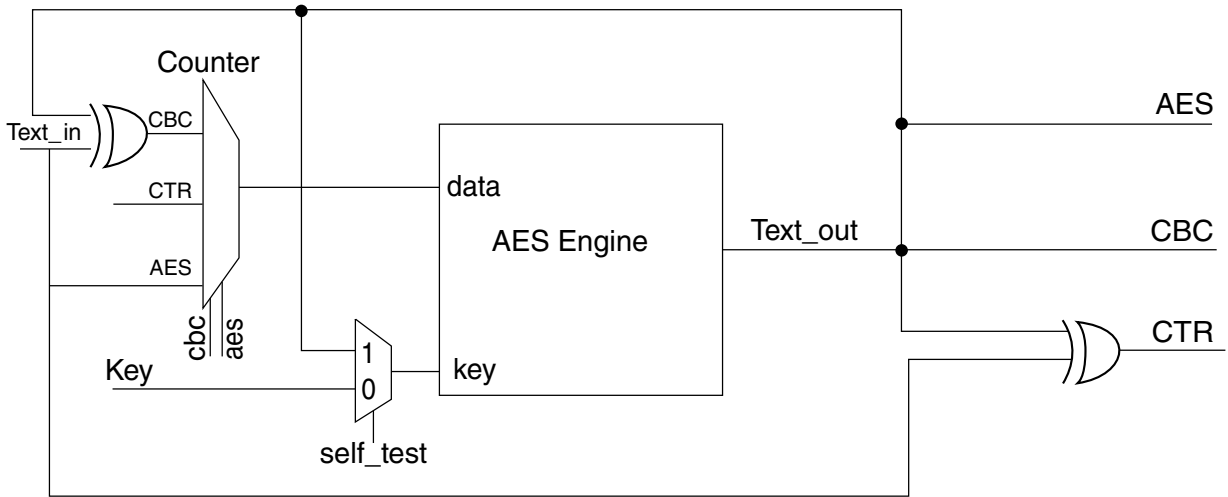 Counter
AES
CBC
Text_in
CTR
data
AES Engine
Text_out
CBC
AES
cbc
aes
1
CTR
Key
0
key
self_test